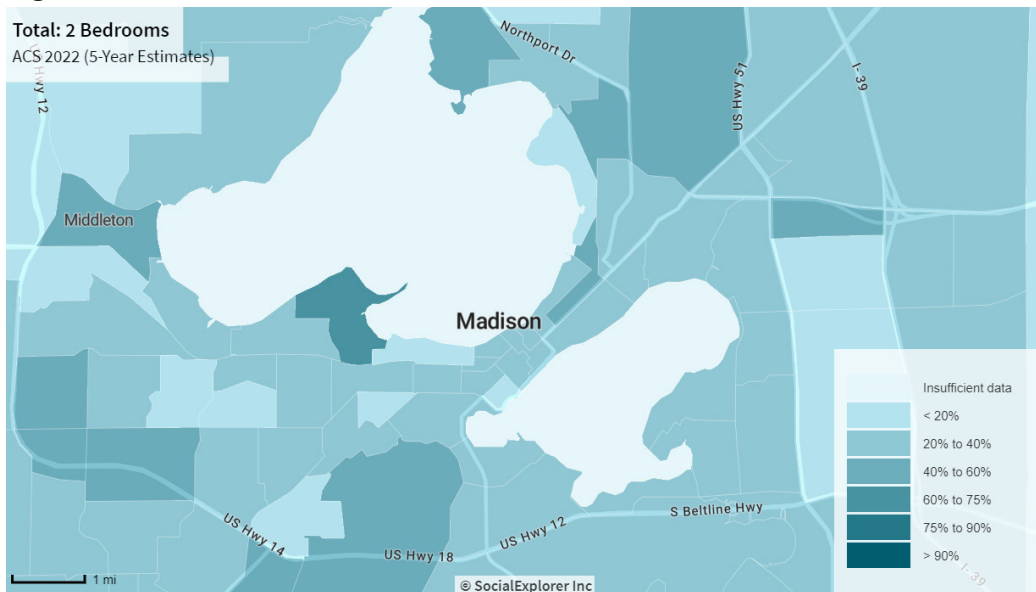 Total: 2 Bedrooms
ACS 2022 (5-Year Estimates)
US Hwy 12
Northport Dr
US Hwy 51
I- 39
Middleton
Madison
Insufficient data
< 20%
20% to 40%
40% to 60%
60% to 75%
75% to 90%
> 90%
S Beltline Hwy
US Hwy 12
US Hwy 14
US Hwy 18
I- 39
1 mi
© SocialExplorer Inc